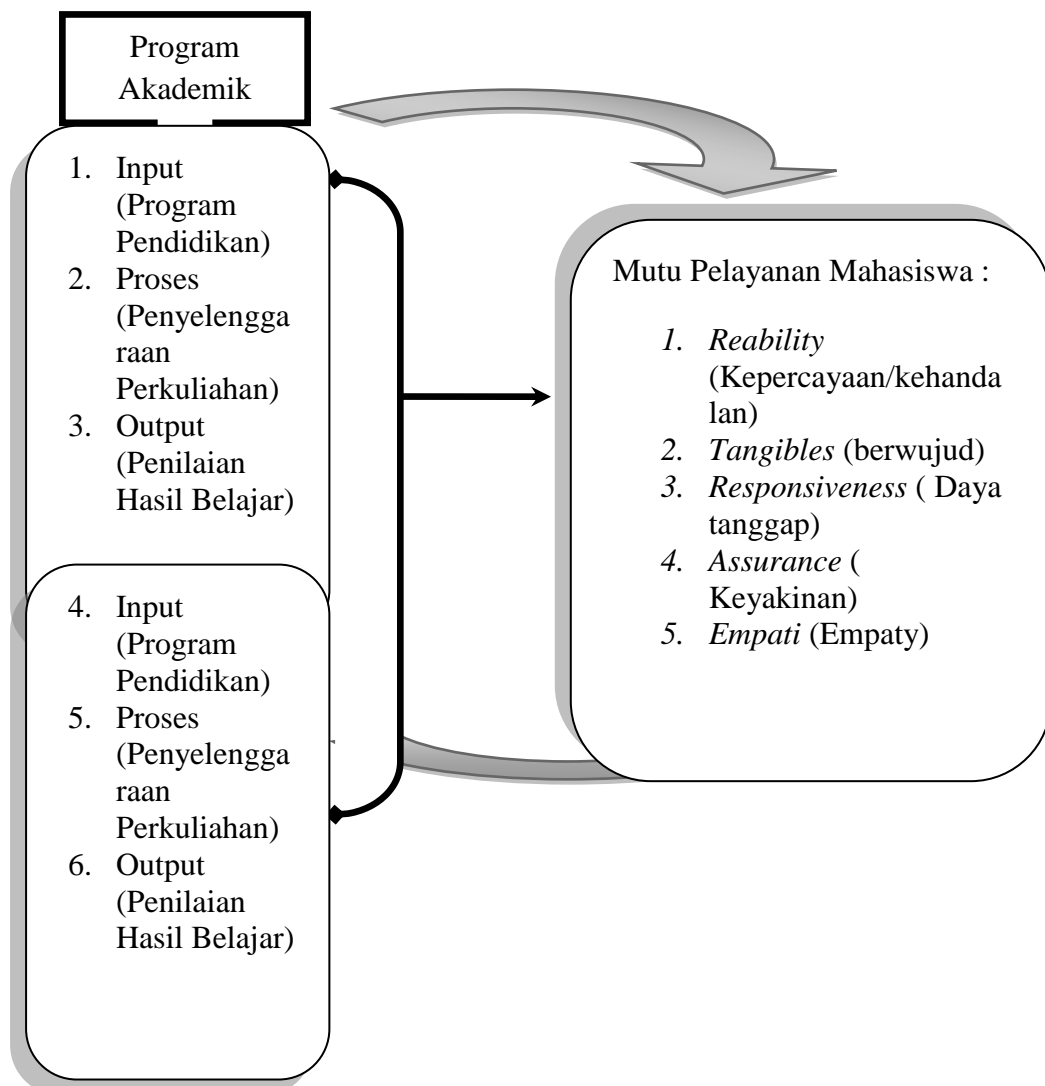 Program
Akademik
1. Input
(Program
Pendidikan)
2. Proses
(Penyelengga
raan
Perkuliahan)
3. Output
(Penilaian
Hasil Belajar)
4. Input
(Program
Pendidikan)
5. Proses
(Penyelengga
raan
Perkuliahan)
6. Output
(Penilaian
Hasil Belajar)
Mutu Pelayanan Mahasiswa :
1. Reability
(Kepercayaan/kehanda
lan)
2. Tangibles (berwujud)
3. Responsiveness ( Daya
tanggap)
4. Assurance (
Keyakinan)
5. Empati (Empaty)